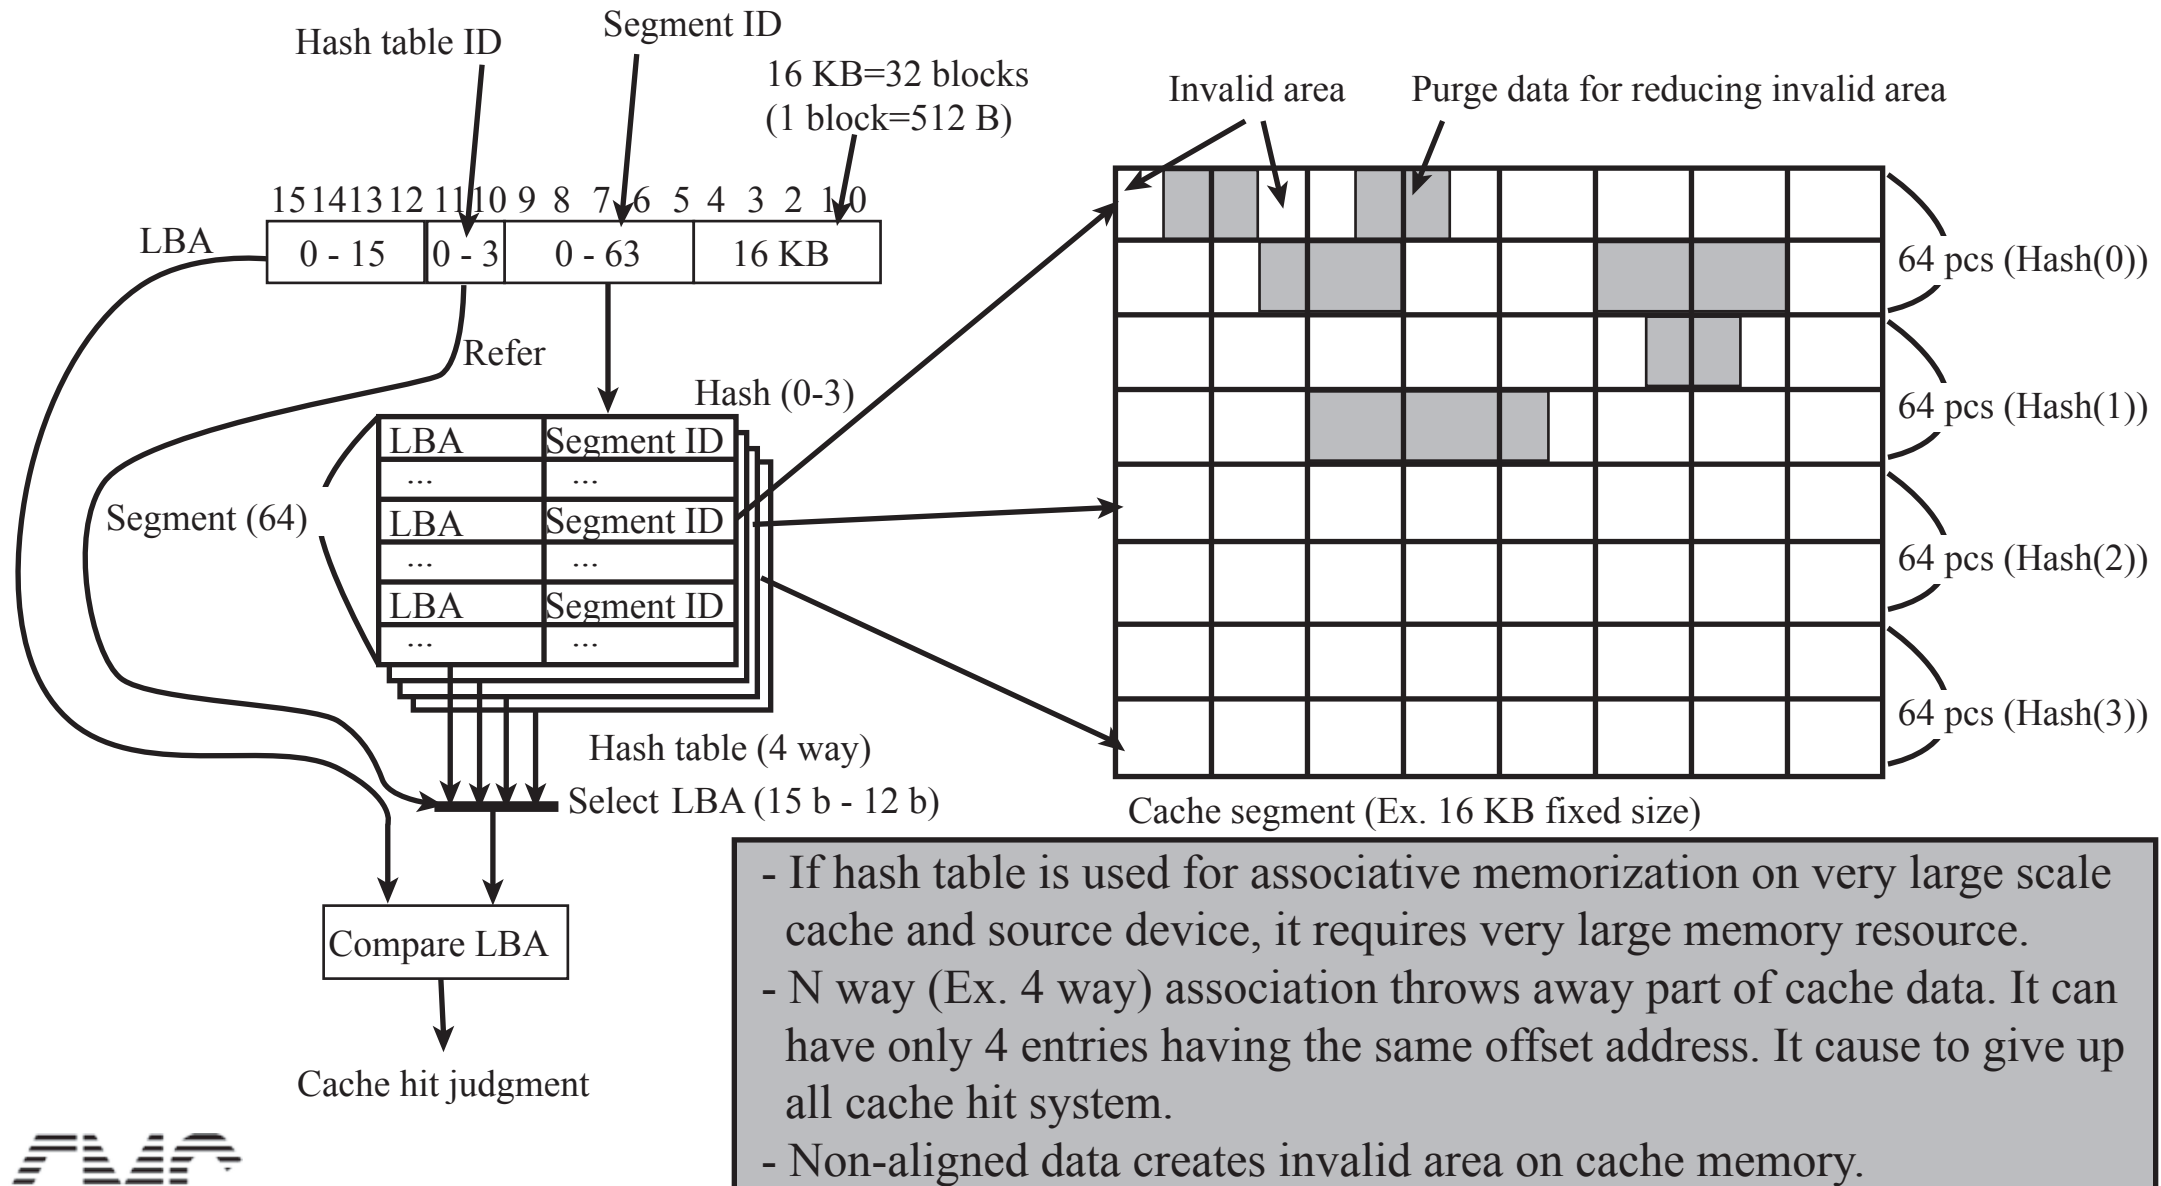 Segment ID
Hash table ID
16 KB=32 blocks
(1 block=512 B)
Invalid area
Purge data for reducing invalid area
15 14 13 12 11 10 9 8 7 6 5 4 3 2 1 0
LBA
0 - 15
0 - 3
0 - 63
16 KB
64 pcs (Hash(0))
Refer
Hash (0-3)
64 pcs (Hash(1))
LBA Segment ID
... ...
Segment (64)
LBA Segment ID
... ...
64 pcs (Hash(2))
LBA Segment ID
... ...
64 pcs (Hash(3))
Hash table (4 way)
Select LBA (15 b - 12 b)
Cache segment (Ex. 16 KB fixed size)
Compare LBA
Cache hit judgment
- If hash table is used for associative memorization on very large scale
cache and source device, it requires very large memory resource.
- N way (Ex. 4 way) association throws away part of cache data. It can
have only 4 entries having the same offset address. It cause to give up
all cache hit system.
- Non-aligned data creates invalid area on cache memory.